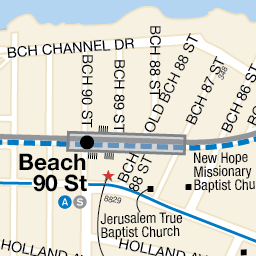 BCH CHANNEL DR
BCH 90 ST
BCH 89 ST
BCH 88 ST
OLD BCH 88 ST
BCH 87 ST
BCH 86 ST
Beach
90 St
A S
BCH
88 ST
8829
New Hope
Missionary
Baptist Church
Jerusalem True
Baptist Church
HOLLAND AV
HOLLAND AV